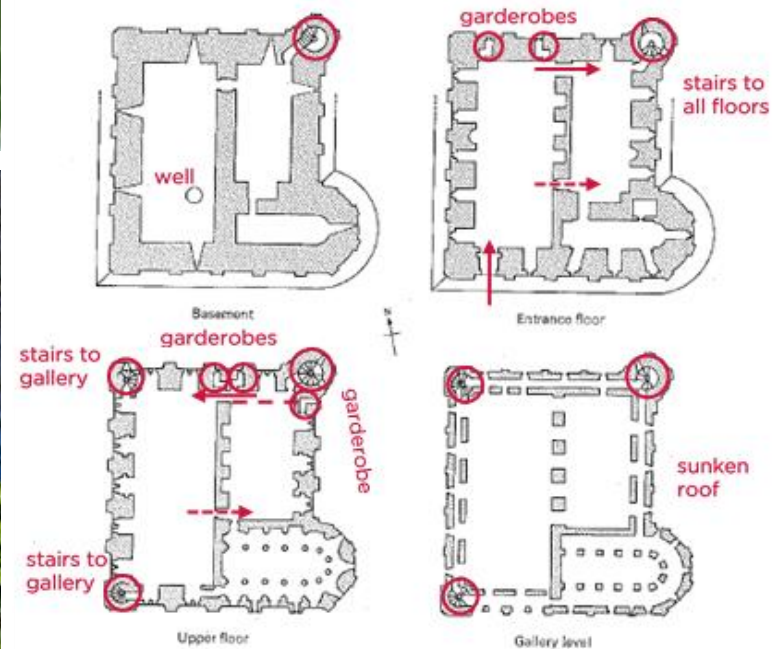 garderobes
stairs to
all floors
well
Basement
Entrance floor
N
garderobes
stairs to
gallery
garderobe
stairs to
gallery
Upper floor
sunken
roof
Gallery level